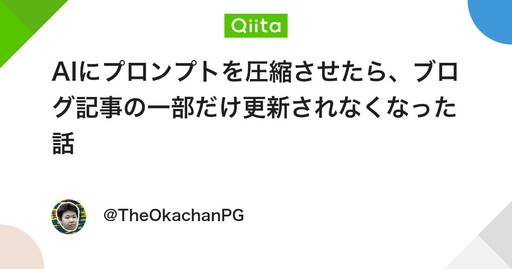 Qiita
AIにプロンプトを圧縮させたら、ブロ
グ記事の一部だけ更新されなくなった
話
@TheOkachanPG